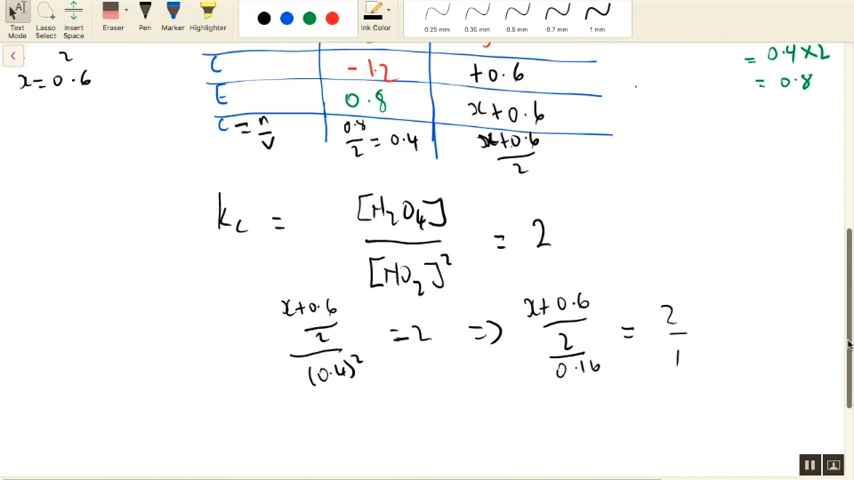 A
Text Mode
Lasso Select
Insert Space
Eraser
Pen
Marker
Highlighter
Ink Color
0.25 mm
0.35 mm
0.5 mm
0.7 mm
1 mm
2
x=0.6
C -1.2 +0.6
E 0.8 x+0.6
C = n/V 0.8/2 = 0.4 x+0.6/2
= 0.4×2
= 0.8
Kc = [N2O4]/[NO2]² = 2
x+0.6/2/(0.4)² =2 => x+0.6/2/0.16 = 2/1